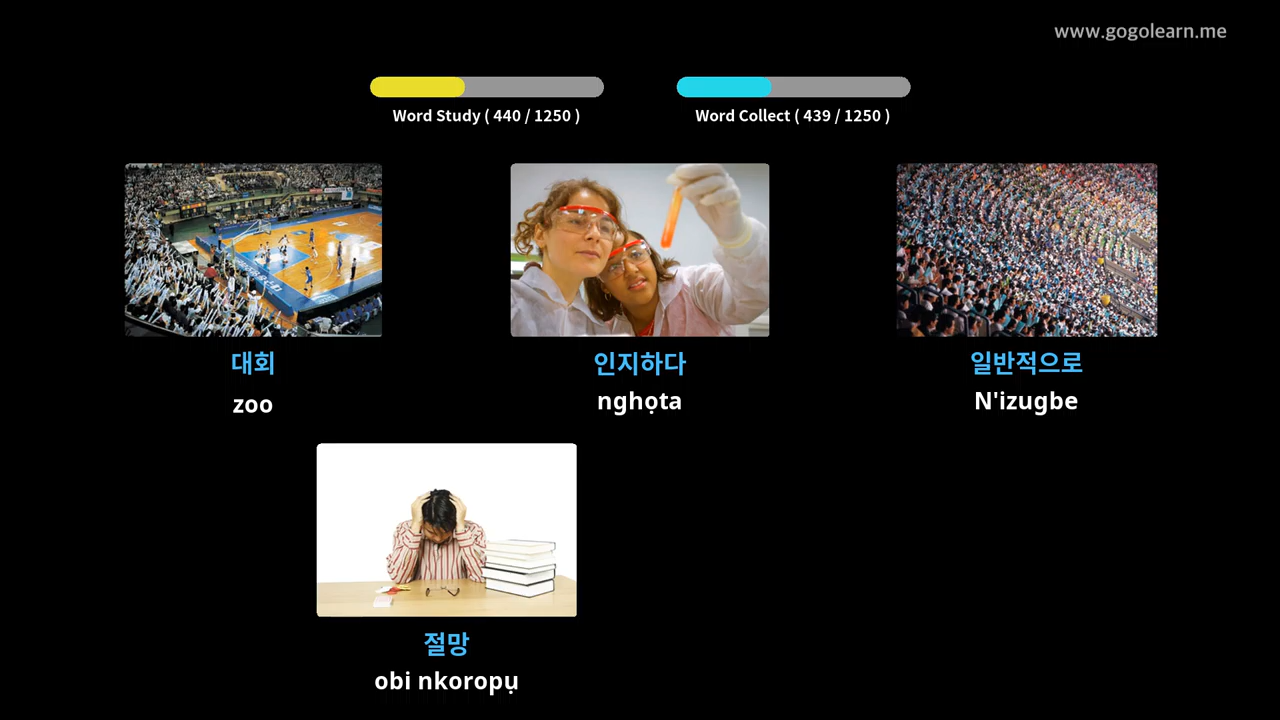 www.gogolearn.me
Word Study ( 440 / 1250 )
Word Collect ( 439 / 1250 )
대회
zoo
인지하다
nghọta
일반적으로
N'izugbe
절망
obi nkoropụ